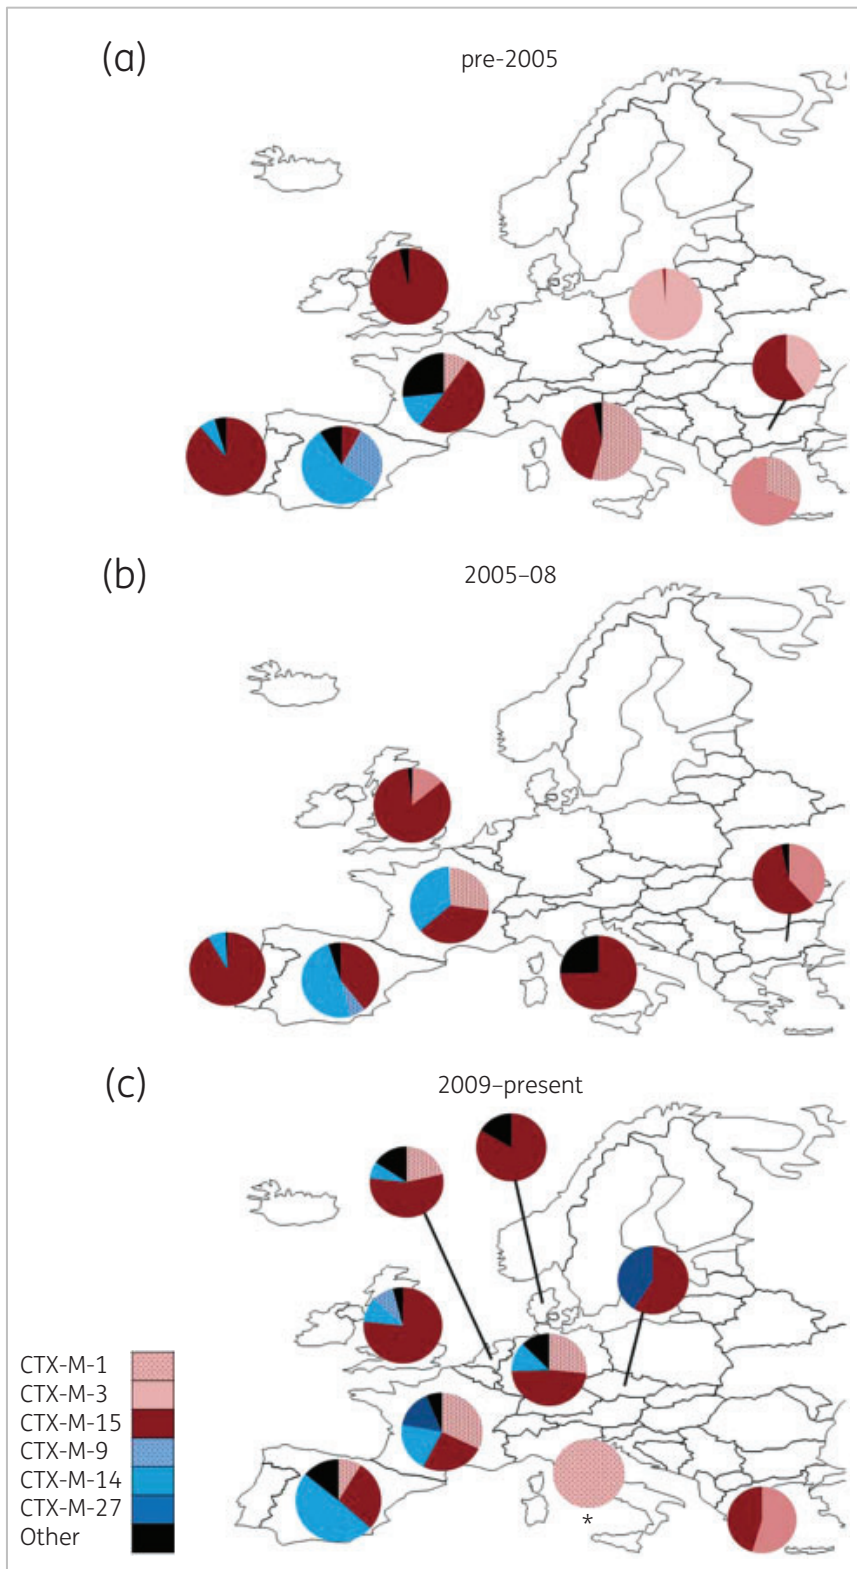 (a)
pre-2005
(b)
2005–08
(c)
2009–present
CTX-M-1
CTX-M-3
CTX-M-15
CTX-M-9
CTX-M-14
CTX-M-27
Other
*